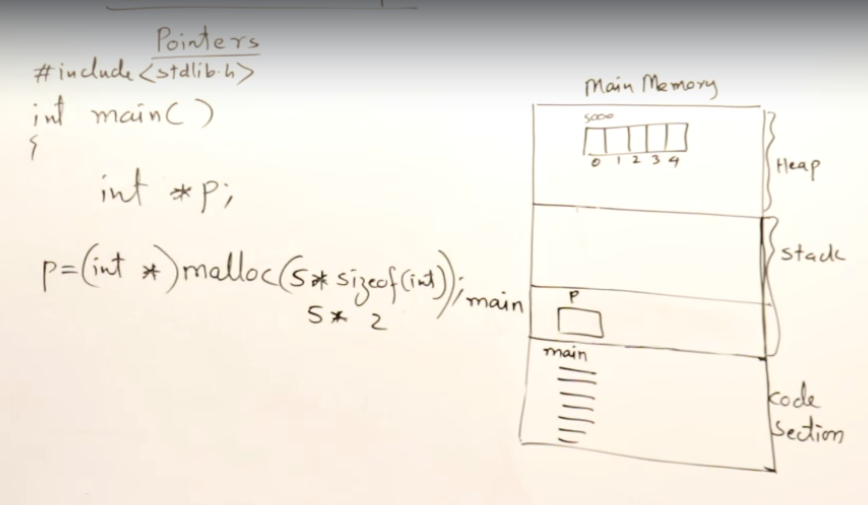 Pointers
#include<stdlib.h>
int main()
{
int *p;
p=(int *)malloc(5*sizeof(int));
5* 2
Main Memory
5000
0 1 2 3 4
Heap
stack
main
P
main
code
section